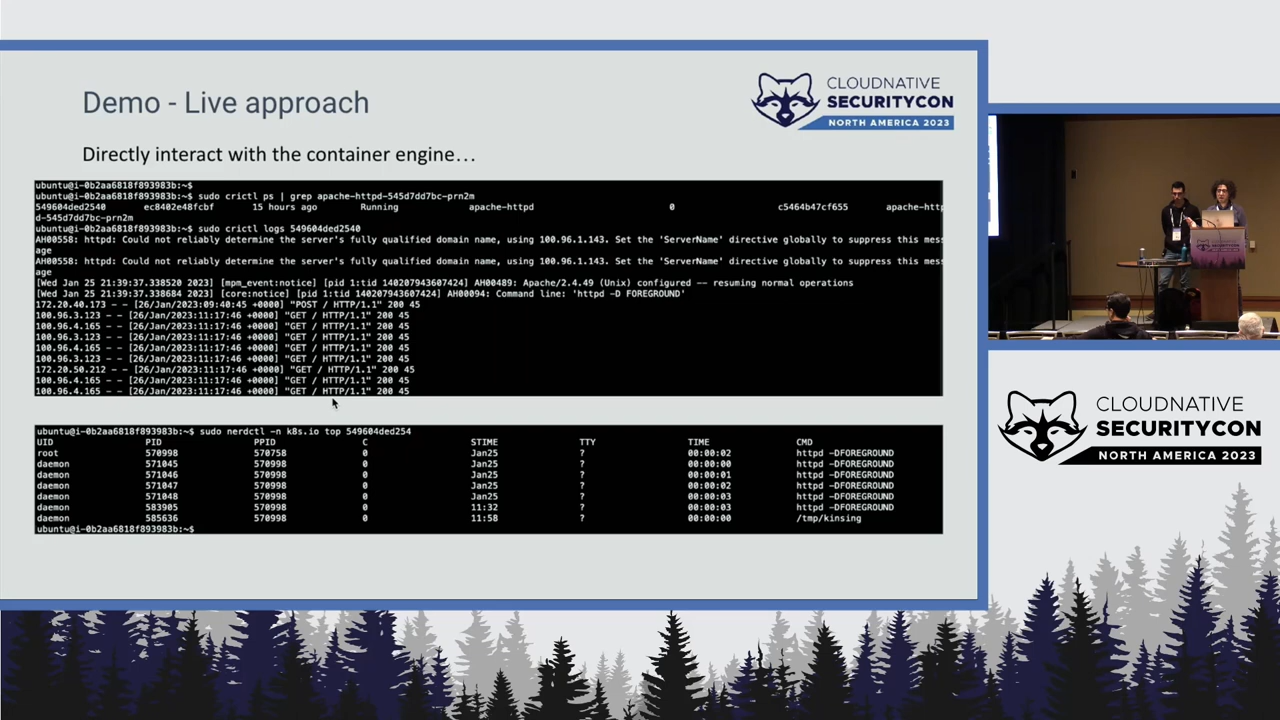 Demo - Live approach
CLOUDNATIVE
SECURITYCON
NORTH AMERICA 2023
Directly interact with the container engine…
ubuntu@i-0b2aa6818f893983b:~$
ubuntu@i-0b2aa6818f893983b:~$ sudo crictl ps | grep apache-httpd-545d7dd7bc-prn2m
549604ded2540 ec8402e48fcbf 15 hours ago Running apache-httpd 0 c5464b47cf655 apache-http
d-545d7dd7bc-prn2m
ubuntu@i-0b2aa6818f893983b:~$ sudo crictl logs 549604ded2540
AH00558: httpd: Could not reliably determine the server's fully qualified domain name, using 100.96.1.143. Set the 'ServerName' directive globally to suppress this mess
age
AH00558: httpd: Could not reliably determine the server's fully qualified domain name, using 100.96.1.143. Set the 'ServerName' directive globally to suppress this mess
age
[Wed Jan 25 21:39:37.338520 2023] [mpm_event:notice] [pid 1:tid 140207943607424] AH00489: Apache/2.4.49 (Unix) configured -- resuming normal operations
[Wed Jan 25 21:39:37.338684 2023] [core:notice] [pid 1:tid 140207943607424] AH00094: Command line: 'httpd -D FOREGROUND'
172.20.40.173 - - [26/Jan/2023:09:40:45 +0000] "POST / HTTP/1.1" 200 45
100.96.3.123 - - [26/Jan/2023:11:17:46 +0000] "GET / HTTP/1.1" 200 45
100.96.4.165 - - [26/Jan/2023:11:17:46 +0000] "GET / HTTP/1.1" 200 45
100.96.3.123 - - [26/Jan/2023:11:17:46 +0000] "GET / HTTP/1.1" 200 45
100.96.4.165 - - [26/Jan/2023:11:17:46 +0000] "GET / HTTP/1.1" 200 45
100.96.3.123 - - [26/Jan/2023:11:17:46 +0000] "GET / HTTP/1.1" 200 45
172.20.50.212 - - [26/Jan/2023:11:17:46 +0000] "GET / HTTP/1.1" 200 45
100.96.4.165 - - [26/Jan/2023:11:17:46 +0000] "GET / HTTP/1.1" 200 45
100.96.4.165 - - [26/Jan/2023:11:17:46 +0000] "GET / HTTP/1.1" 200 45
ubuntu@i-0b2aa6818f893983b:~$ sudo nerdctl -n k8s.io top 549604ded254
UID PID PPID C STIME TTY TIME CMD
root 570998 570758 0 Jan25 ? 00:00:02 httpd -DFOREGROUND
daemon 571045 570998 0 Jan25 ? 00:00:00 httpd -DFOREGROUND
daemon 571046 570998 0 Jan25 ? 00:00:01 httpd -DFOREGROUND
daemon 571047 570998 0 Jan25 ? 00:00:02 httpd -DFOREGROUND
daemon 571048 570998 0 Jan25 ? 00:00:03 httpd -DFOREGROUND
daemon 583905 570998 0 11:32 ? 00:00:03 httpd -DFOREGROUND
daemon 585636 570998 0 11:58 ? 00:00:00 /tmp/kinsing
ubuntu@i-0b2aa6818f893983b:~$
CLOUDNATIVE
SECURITYCON
NORTH AMERICA 2023